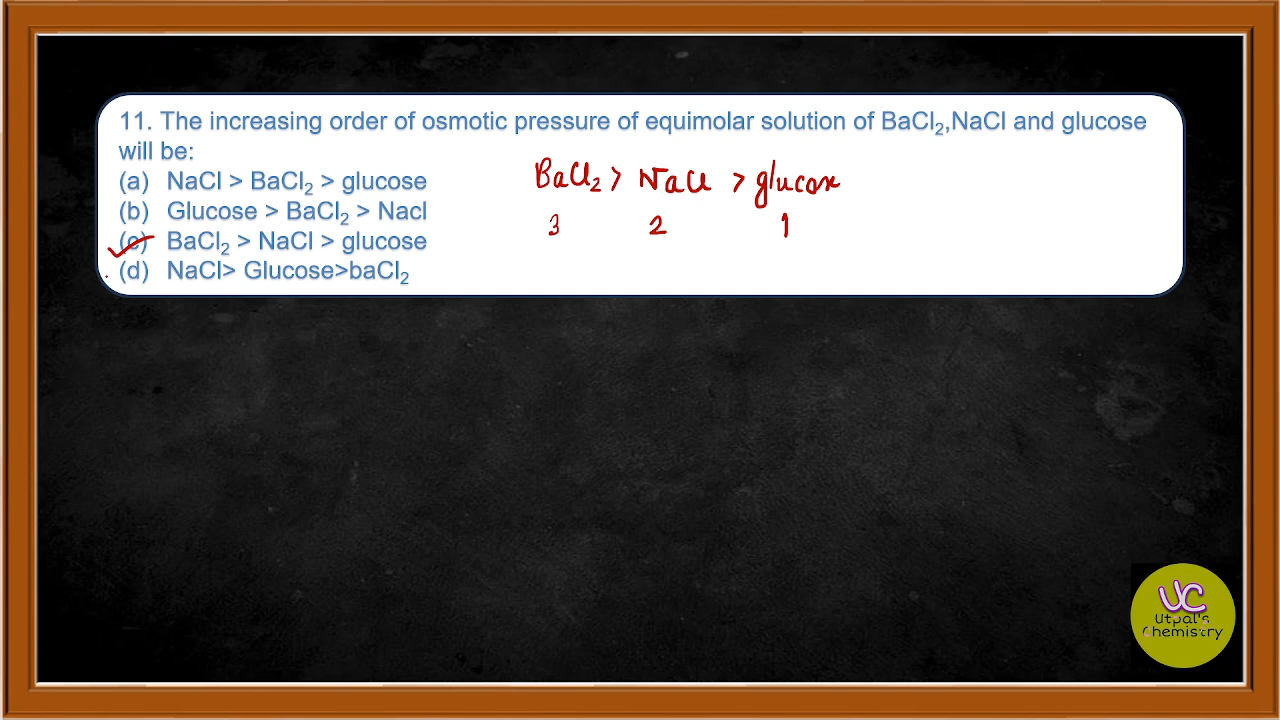 11. The increasing order of osmotic pressure of equimolar solution of BaCl₂,NaCl and glucose
will be:
(a) NaCl > BaCl₂ > glucose
(b) Glucose > BaCl₂ > Nacl
(c) BaCl₂ > NaCl > glucose
(d) NaCl> Glucose>baCl₂
BaCl₂ > NaCl > glucose
3 2 1
UC
Utpal's
Chemistry